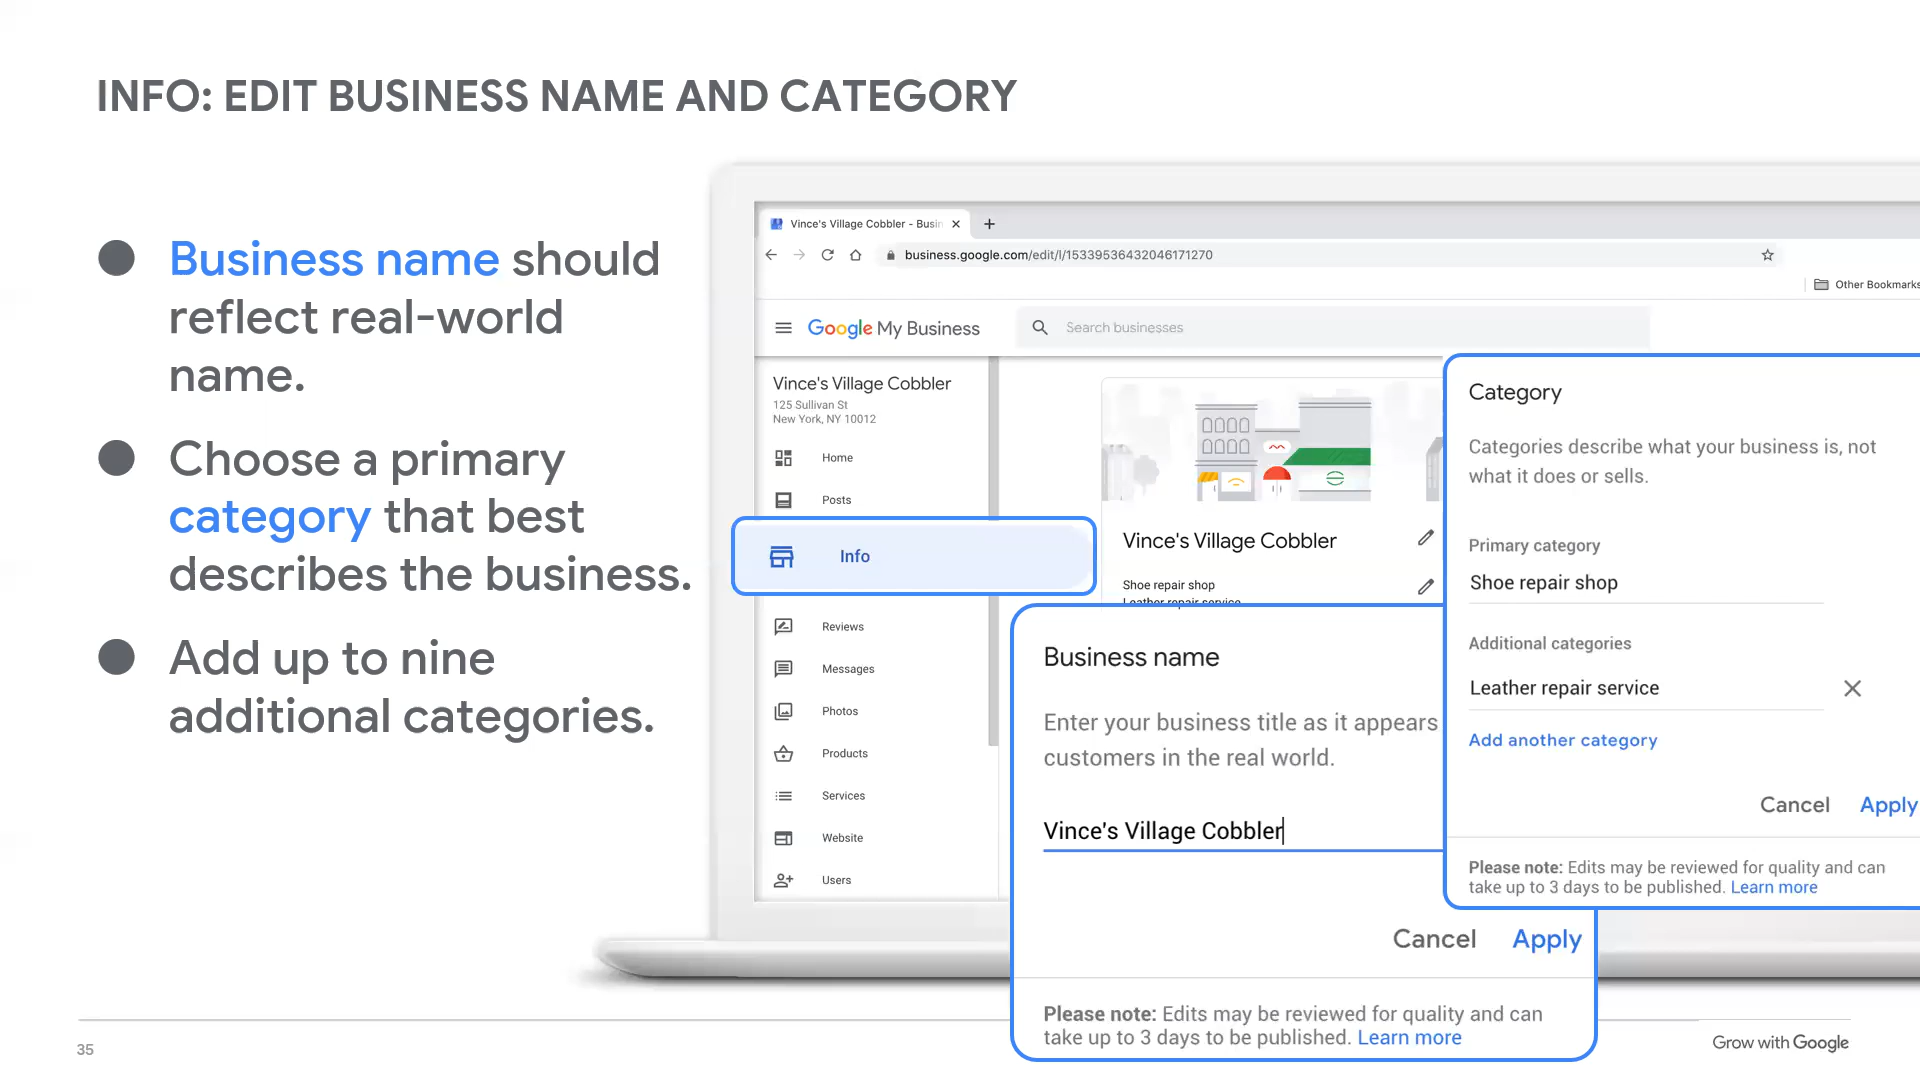 INFO: EDIT BUSINESS NAME AND CATEGORY
Business name should
reflect real-world
name.
Choose a primary
category that best
describes the business.
Add up to nine
additional categories.
Vince's Village Cobbler - Busin
business.google.com/edit/l/15339536432046171270
Other Bookmarks
Google My Business
Search businesses
Vince's Village Cobbler
125 Sullivan St
New York, NY 10012
Home
Posts
Info
Reviews
Messages
Photos
Products
Services
Website
Users
Vince's Village Cobbler
Shoe repair shop
Leather repair service
Business name
Enter your business title as it appears
customers in the real world.
Vince's Village Cobbler
Cancel Apply
Please note: Edits may be reviewed for quality and can
take up to 3 days to be published. Learn more
Category
Categories describe what your business is, not
what it does or sells.
Primary category
Shoe repair shop
Additional categories
Leather repair service
Add another category
Cancel Apply
Please note: Edits may be reviewed for quality and can
take up to 3 days to be published. Learn more
35
Grow with Google